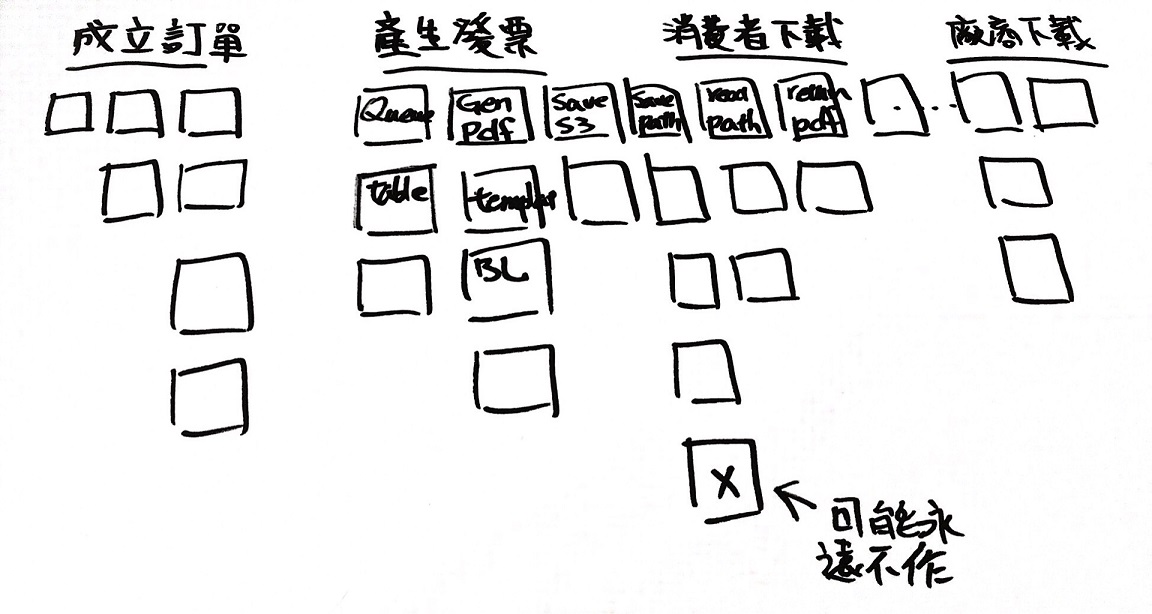 成立訂單
產生發票
消費者下載
廠商下載
Queue
Gen
pdf
Save
S3
Save
path
read
path
return
pdf
. . .
table
templat
BL
X
可能永
遠不作